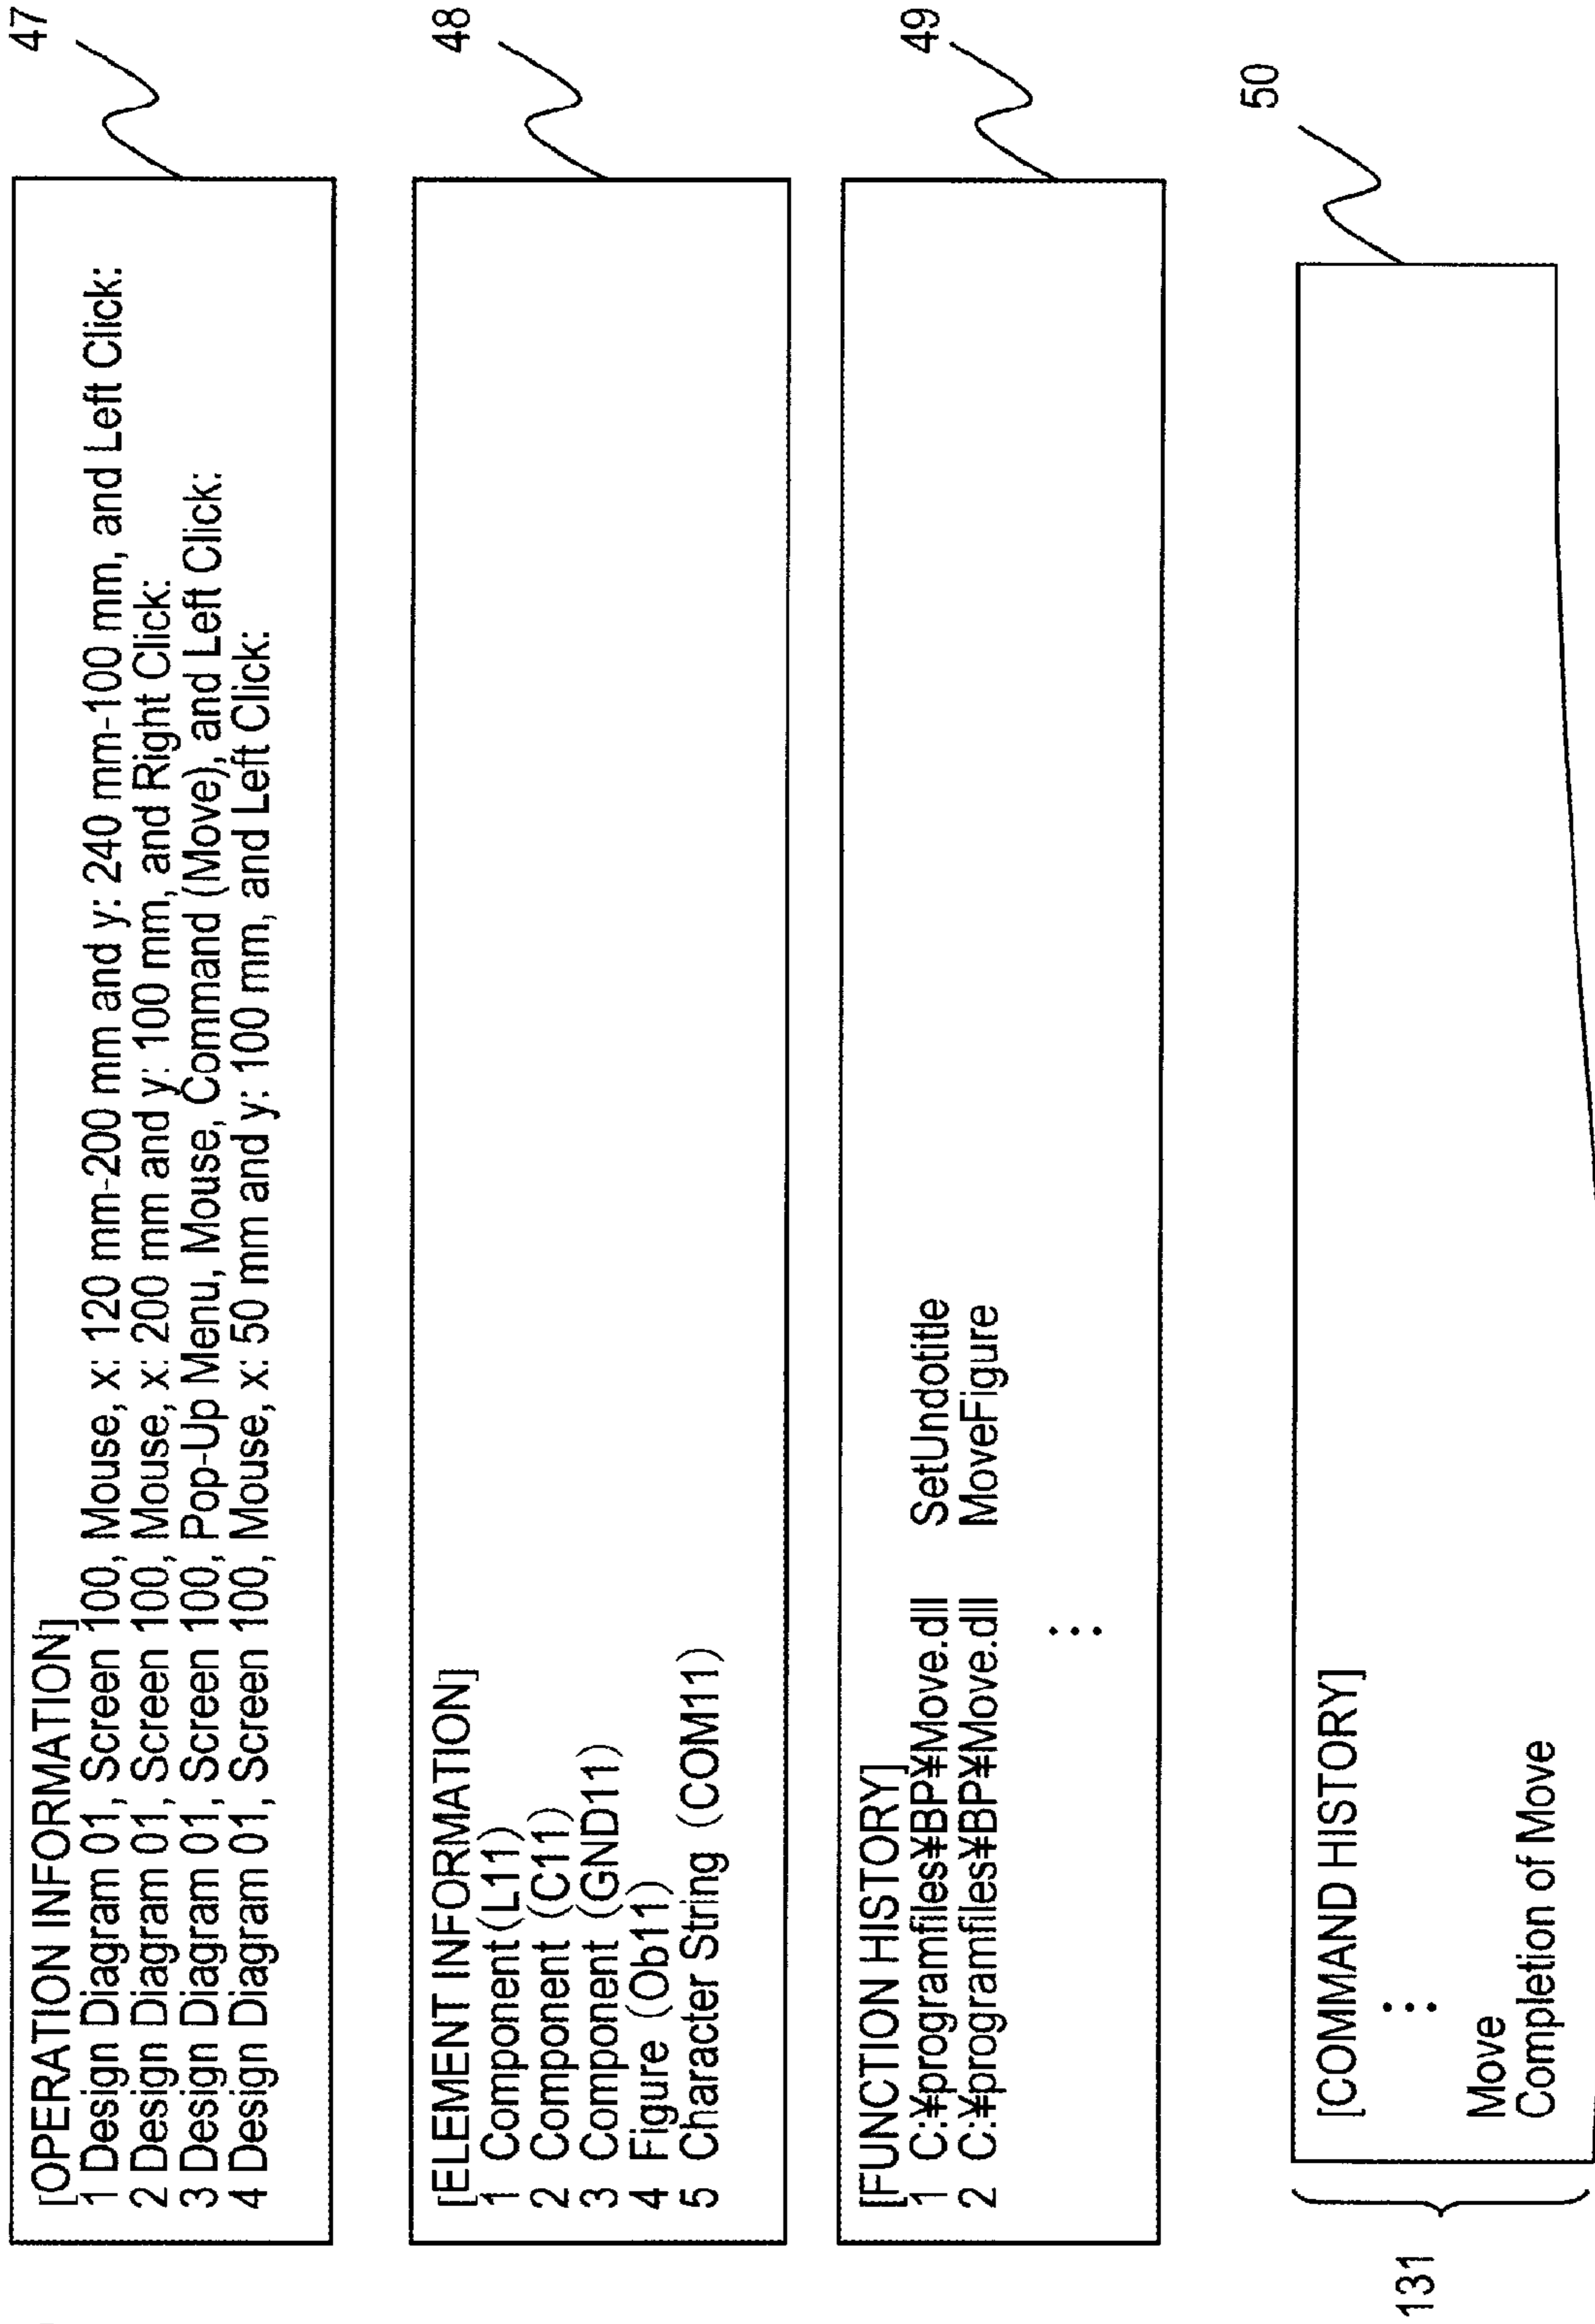 [OPERATION INFORMATION]
1 Design Diagram 01, Screen 100, Mouse, x: 120 mm-200 mm and y: 240 mm-100 mm, and Left Click:
2 Design Diagram 01, Screen 100, Mouse, x: 200 mm and y: 100 mm, and Right Click:
3 Design Diagram 01, Screen 100, Pop-Up Menu, Mouse, Command (Move), and Left Click:
4 Design Diagram 01, Screen 100, Mouse, x: 50 mm and y: 100 mm, and Left Click:
47
[ELEMENT INFORMATION]
1 Component (L11)
2 Component (C11)
3 Component (GND11)
4 Figure (Ob11)
5 Character String (COM11)
48
[FUNCTION HISTORY]
1 C:¥programfiles¥BP¥Move.dll SetUndotitle
2 C:¥programfiles¥BP¥Move.dll MoveFigure
⋮
49
[COMMAND HISTORY]
⋮
Move
Completion of Move
50
131